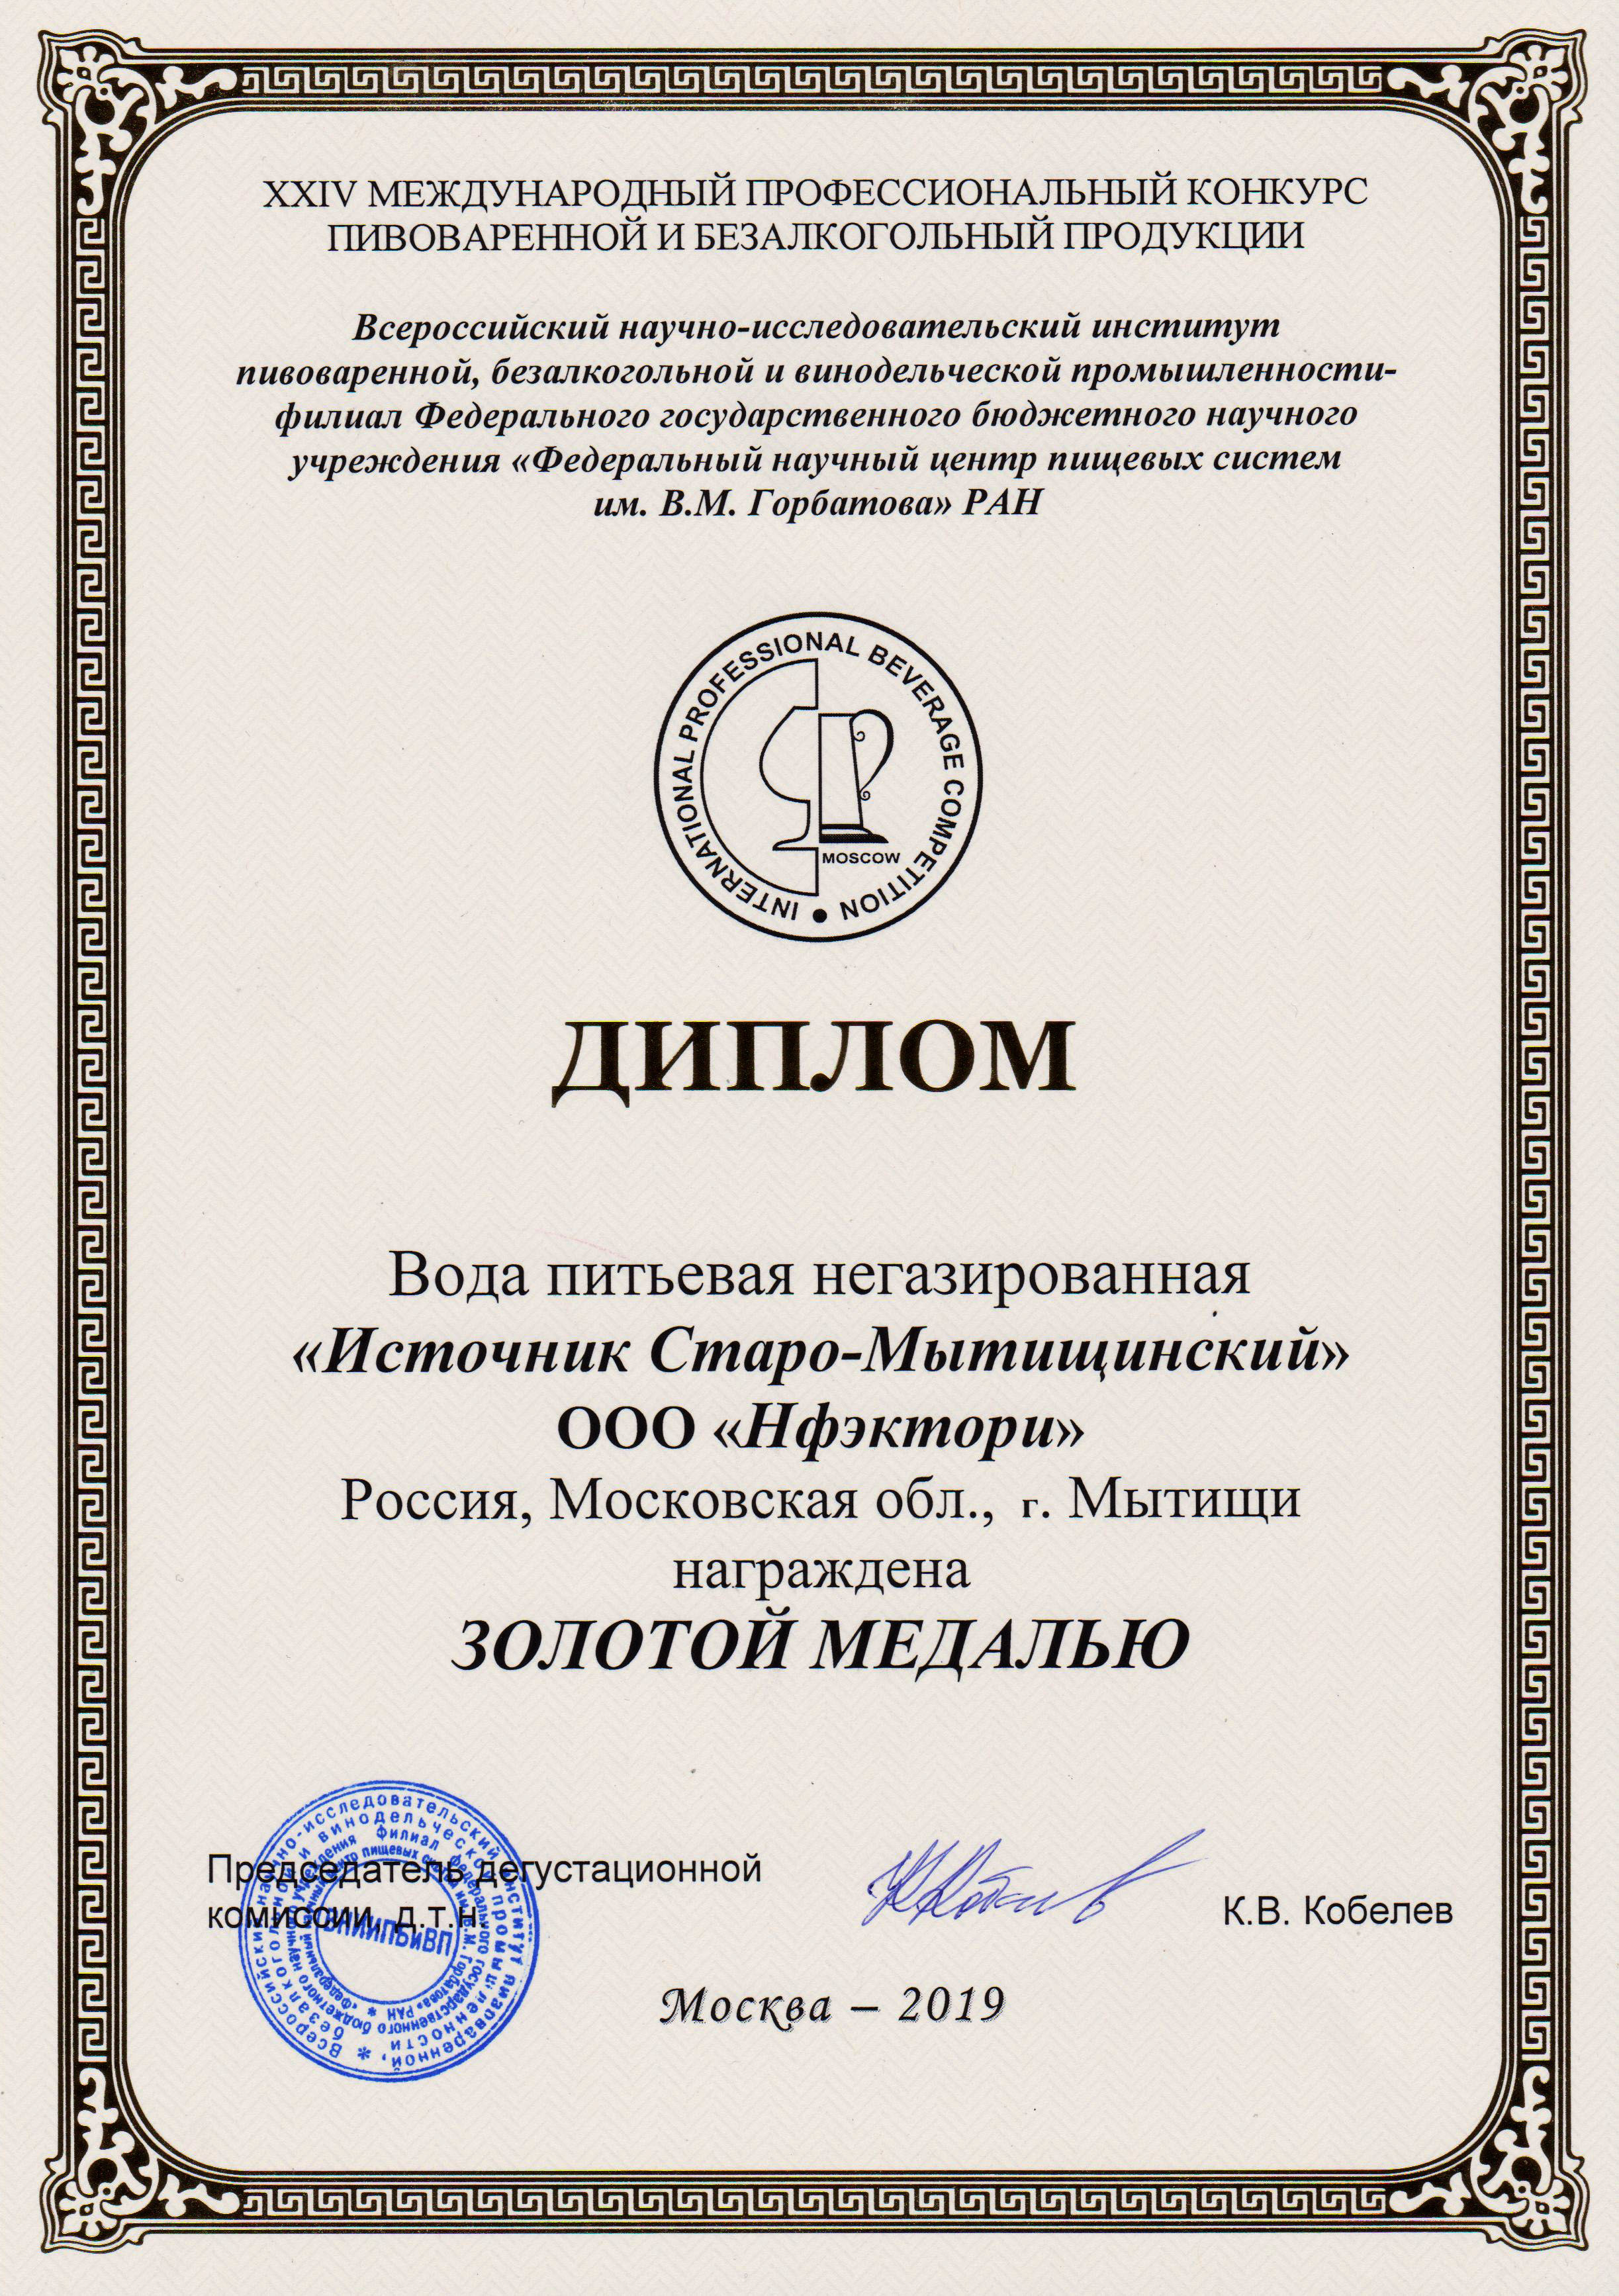 XXIV МЕЖДУНАРОДНЫЙ ПРОФЕССИОНАЛЬНЫЙ КОНКУРС
ПИВОВАРЕННОЙ И БЕЗАЛКОГОЛЬНЫЙ ПРОДУКЦИИ
Всероссийский научно-исследовательский институт
пивоваренной, безалкогольной и винодельческой промышленности-
филиал Федерального государственного бюджетного научного
учреждения «Федеральный научный центр пищевых систем
им. В.М. Горбатова» РАН
INTERNATIONAL PROFESSIONAL BEVERAGE COMPETITION
MOSCOW
ДИПЛОМ
Вода питьевая негазированная
«Источник Старо-Мытищинский»
ООО «Нфэктори»
Россия, Московская обл., г. Мытищи
награждена
ЗОЛОТОЙ МЕДАЛЬЮ
Председатель дегустационной
комиссии, д.т.н.
К.В. Кобелев
Всероссийский научно-исследовательский институт пивоваренной,
безалкогольной и винодельческой промышленности
филиал Федерального государственного бюджетного научного учреждения
«Федеральный научный центр пищевых систем им. В.М. Горбатова» РАН
ВНИИПБиВП
Москва – 2019